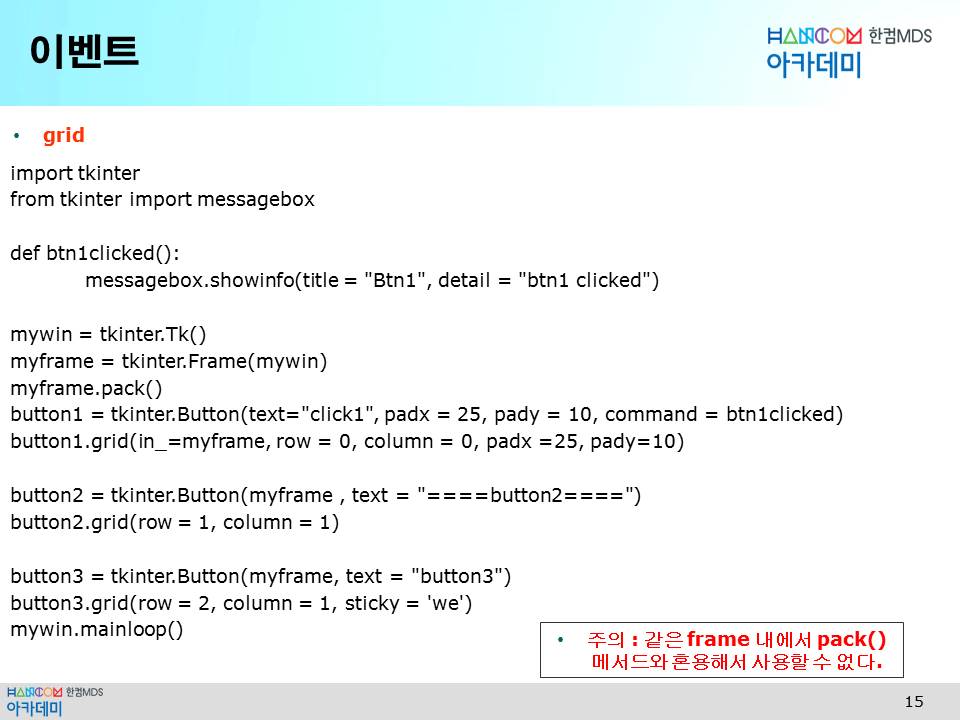 이벤트
HANCOM 한컴MDS
아카데미
• grid
import tkinter
from tkinter import messagebox
def btn1clicked():
messagebox.showinfo(title = "Btn1", detail = "btn1 clicked")
mywin = tkinter.Tk()
myframe = tkinter.Frame(mywin)
myframe.pack()
button1 = tkinter.Button(text="click1", padx = 25, pady = 10, command = btn1clicked)
button1.grid(in_=myframe, row = 0, column = 0, padx =25, pady=10)
button2 = tkinter.Button(myframe , text = "====button2====")
button2.grid(row = 1, column = 1)
button3 = tkinter.Button(myframe, text = "button3")
button3.grid(row = 2, column = 1, sticky = 'we')
mywin.mainloop()
• 주의 : 같은 frame 내에서 pack()
메서드와 혼용해서 사용할 수 없다.
HANCOM 한컴MDS
아카데미
15